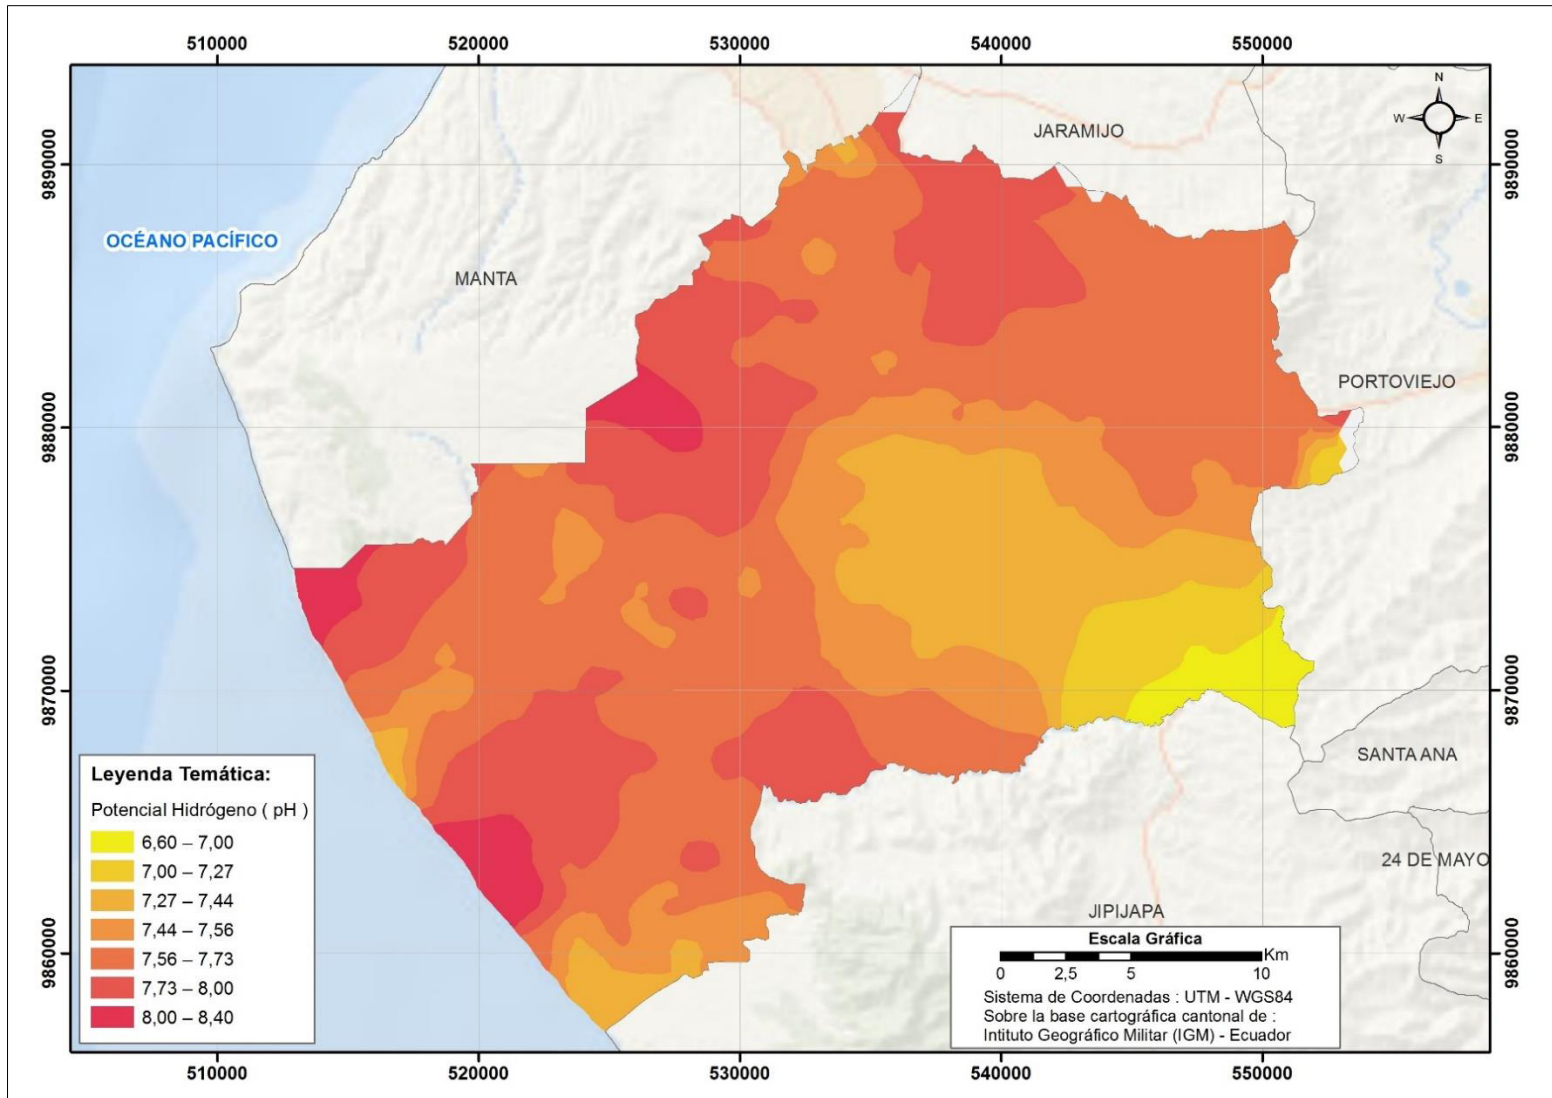 510000 520000 530000 540000 550000
N
W E
S
JARAMIJO
9890000 9890000
OCÉANO PACÍFICO
MANTA
PORTOVIEJO
9880000 9880000
9870000 9870000
SANTA ANA
24 DE MAYO
JIPIJAPA
9860000 9860000
Leyenda Temática:
Potencial Hidrógeno ( pH )
6,60 – 7,00
7,00 – 7,27
7,27 – 7,44
7,44 – 7,56
7,56 – 7,73
7,73 – 8,00
8,00 – 8,40
Escala Gráfica
Km
0 2,5 5 10
Sistema de Coordenadas : UTM - WGS84
Sobre la base cartográfica cantonal de :
Intituto Geográfico Militar (IGM) - Ecuador
510000 520000 530000 540000 550000